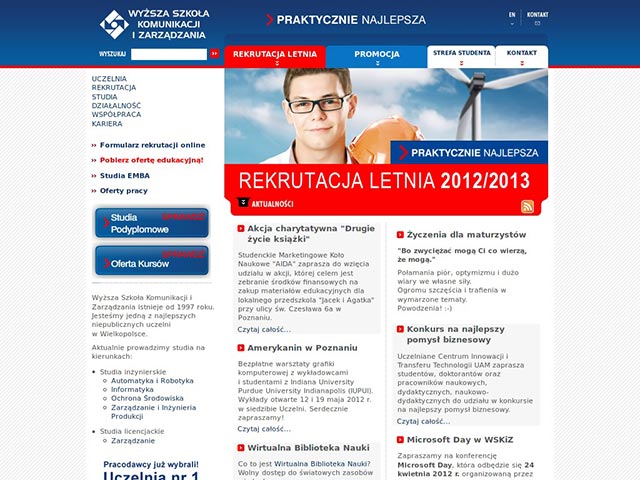 WYŻSZA SZKOŁA
KOMUNIKACJI
I ZARZĄDZANIA
PRAKTYCZNIE NAJLEPSZA
EN
KONTAKT
WYSZUKAJ
REKRUTACJA LETNIA
PROMOCJA
STREFA STUDENTA
KONTAKT
UCZELNIA
REKRUTACJA
STUDIA
DZIAŁALNOŚĆ
WSPÓŁPRACA
KARIERA
Formularz rekrutacji online
Pobierz ofertę edukacyjną!
Studia EMBA
Oferty pracy
Studia
Podyplomowe
Oferta Kursów
Wyższa Szkoła Komunikacji i
Zarządzania istnieje od 1997 roku.
Jesteśmy jedną z najlepszych
niepublicznych uczelni
w Wielkopolsce.
Aktualnie prowadzimy studia na
kierunkach:
Studia inżynierskie
Automatyka i Robotyka
Informatyka
Ochrona Środowiska
Zarządzanie i Inżynieria
Produkcji
Studia licencjackie
Zarządzanie
Pracodawcy już wybrali!
Uczelnia nr 1
PRAKTYCZNIE NAJLEPSZA
REKRUTACJA LETNIA 2012/2013
AKTUALNOŚCI
Akcja charytatywna "Drugie
życie książki"
Studenckie Marketingowe Koło
Naukowe "AIDA" zaprasza do wzięcia
udziału w akcji, której celem jest
zebranie środków finansowych na
zakup materiałów edukacyjnych dla
lokalnego przedszkola "Jacek i Agatka"
przy ulicy św. Czesława 6a w
Poznaniu.
Czytaj całość...
Amerykanin w Poznaniu
Bezpłatne warsztaty grafiki
komputerowej z wykładowcami
i studentami z Indiana University
Purdue University Indianapolis (IUPUI).
Wykłady otwarte 12 i 19 maja 2012 r.
w siedzibie Uczelni. Serdecznie
zapraszamy!
Czytaj całość...
Wirtualna Biblioteka Nauki
Co to jest Wirtualna Biblioteka Nauki?
Wolny dostęp do światowych zasobów
Życzenia dla maturzystów
"Bo zwyciężać mogą Ci co wierzą,
że mogą."
Połamania piór, optymizmu i dużo
wiary we własne siły.
Ogromu szczęścia i trafienia w
wymarzone tematy.
Powodzenia! :-)
Konkurs na najlepszy
pomysł biznesowy
Uczelniane Centrum Innowacji i
Transferu Technologii UAM zaprasza
studentów, doktorantów oraz
pracowników naukowych,
dydaktycznych, naukowo-
dydaktycznych do udziału w konkursie
na najlepszy pomysł biznesowy.
Czytaj całość...
Microsoft Day w WSKiZ
Zapraszamy na konferencję
Microsoft Day, która odbędzie się 24
kwietnia 2012 r. organizowaną przez